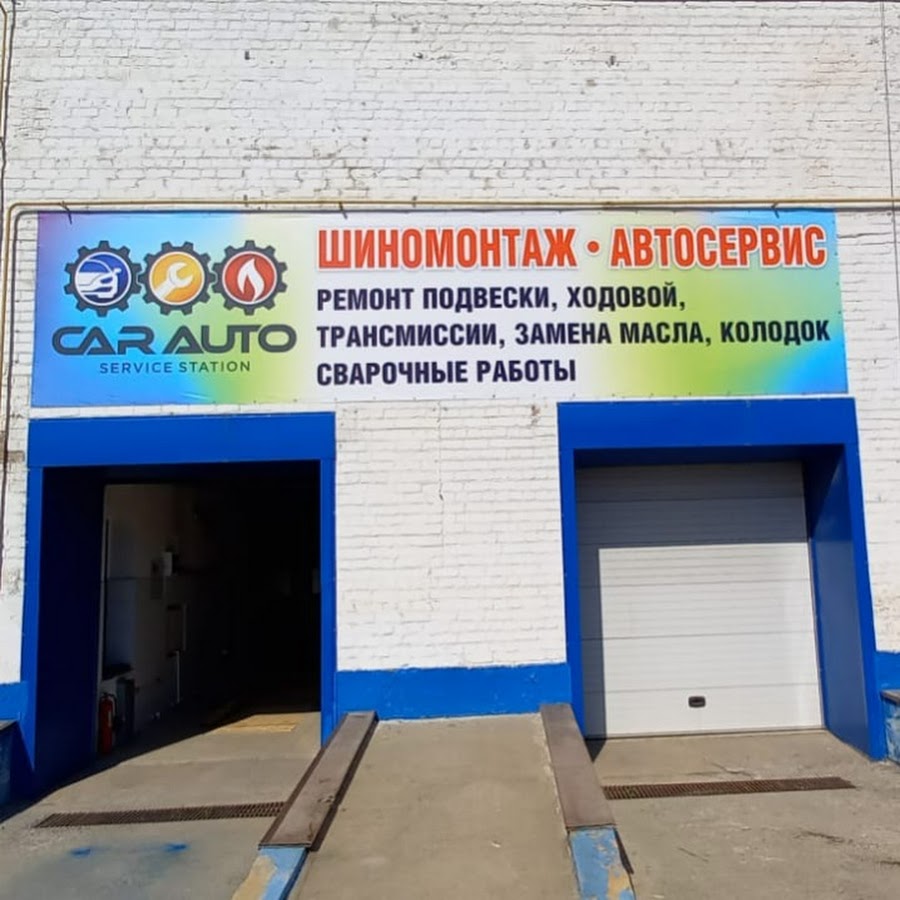 CAR AUTO
SERVICE STATION
ШИНОМОНТАЖ • АВТОСЕРВИС
РЕМОНТ ПОДВЕСКИ, ХОДОВОЙ,
ТРАНСМИССИИ, ЗАМЕНА МАСЛА, КОЛОДОК
СВАРОЧНЫЕ РАБОТЫ